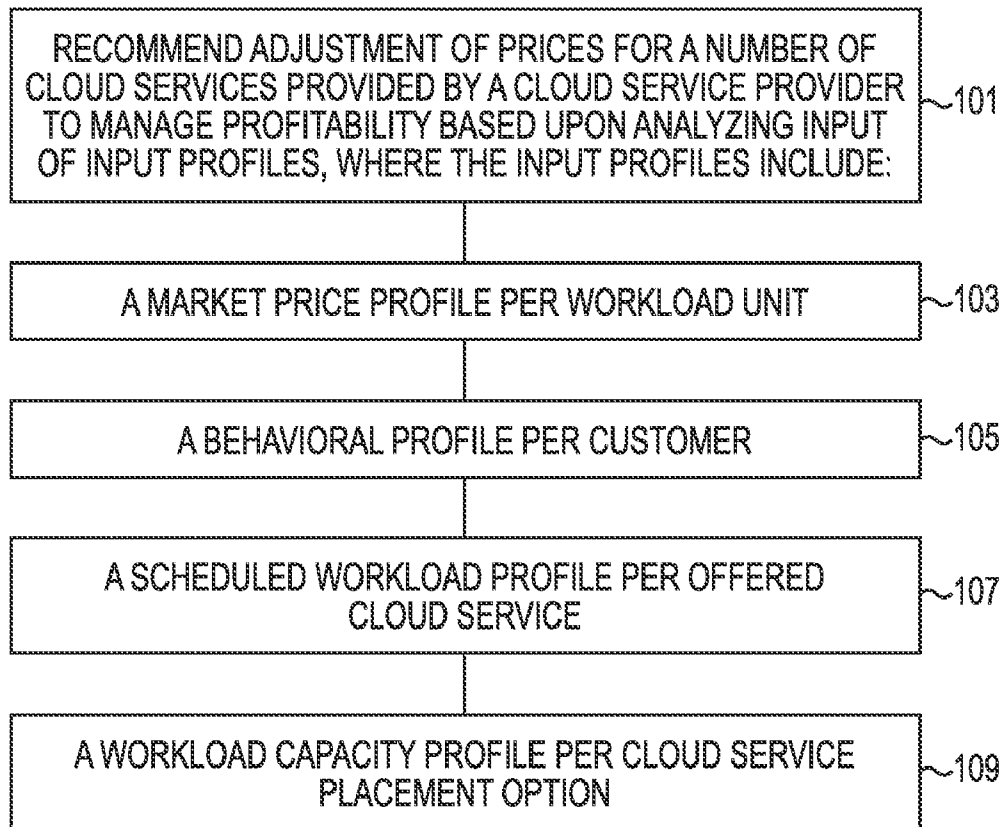 RECOMMEND ADJUSTMENT OF PRICES FOR A NUMBER OF
CLOUD SERVICES PROVIDED BY A CLOUD SERVICE PROVIDER
TO MANAGE PROFITABILITY BASED UPON ANALYZING INPUT
OF INPUT PROFILES, WHERE THE INPUT PROFILES INCLUDE:
101
A MARKET PRICE PROFILE PER WORKLOAD UNIT
103
A BEHAVIORAL PROFILE PER CUSTOMER
105
A SCHEDULED WORKLOAD PROFILE PER OFFERED
CLOUD SERVICE
107
A WORKLOAD CAPACITY PROFILE PER CLOUD SERVICE
PLACEMENT OPTION
109